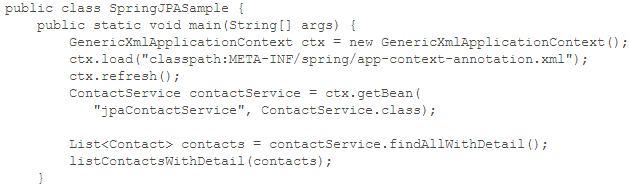 public class SpringJPASample {
    public static void main(String[] args) {
        GenericXmlApplicationContext ctx = new GenericXmlApplicationContext();
        ctx.load("classpath:META-INF/spring/app-context-annotation.xml");
        ctx.refresh();
        ContactService contactService = ctx.getBean(
            "jpaContactService", ContactService.class);

        List<Contact> contacts = contactService.findAllWithDetail();
        listContactsWithDetail(contacts);
    }